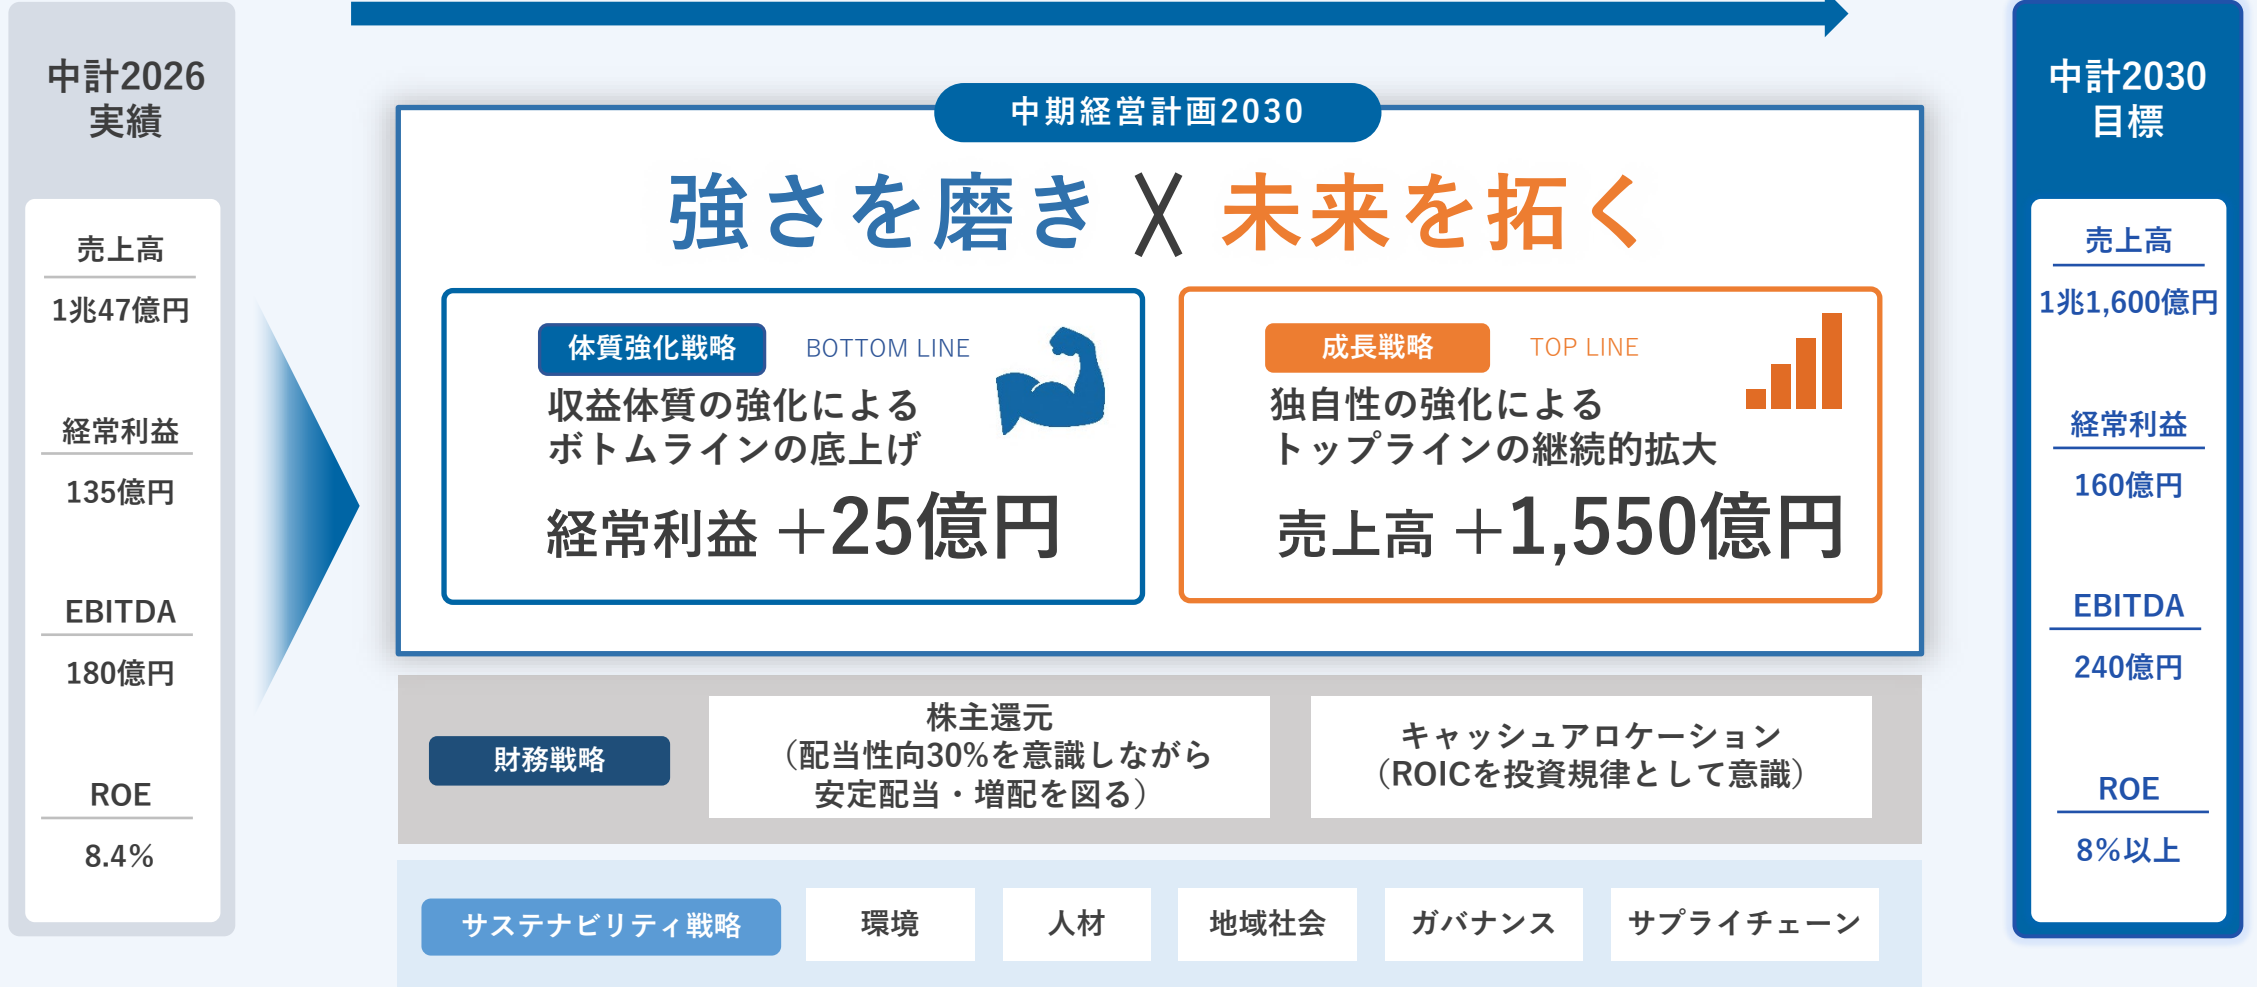 中計2026
実績
売上高
1兆47億円
経常利益
135億円
EBITDA
180億円
ROE
8.4%
中期経営計画2030
強さを磨き X 未来を拓く
体質強化戦略 BOTTOM LINE
収益体質の強化による
ボトムラインの底上げ
経常利益 ＋25億円
成長戦略 TOP LINE
独自性の強化による
トップラインの継続的拡大
売上高 ＋1,550億円
財務戦略
株主還元
（配当性向30%を意識しながら
安定配当・増配を図る）
キャッシュアロケーション
（ROICを投資規律として意識）
サステナビリティ戦略
環境
人材
地域社会
ガバナンス
サプライチェーン
中計2030
目標
売上高
1兆1,600億円
経常利益
160億円
EBITDA
240億円
ROE
8%以上